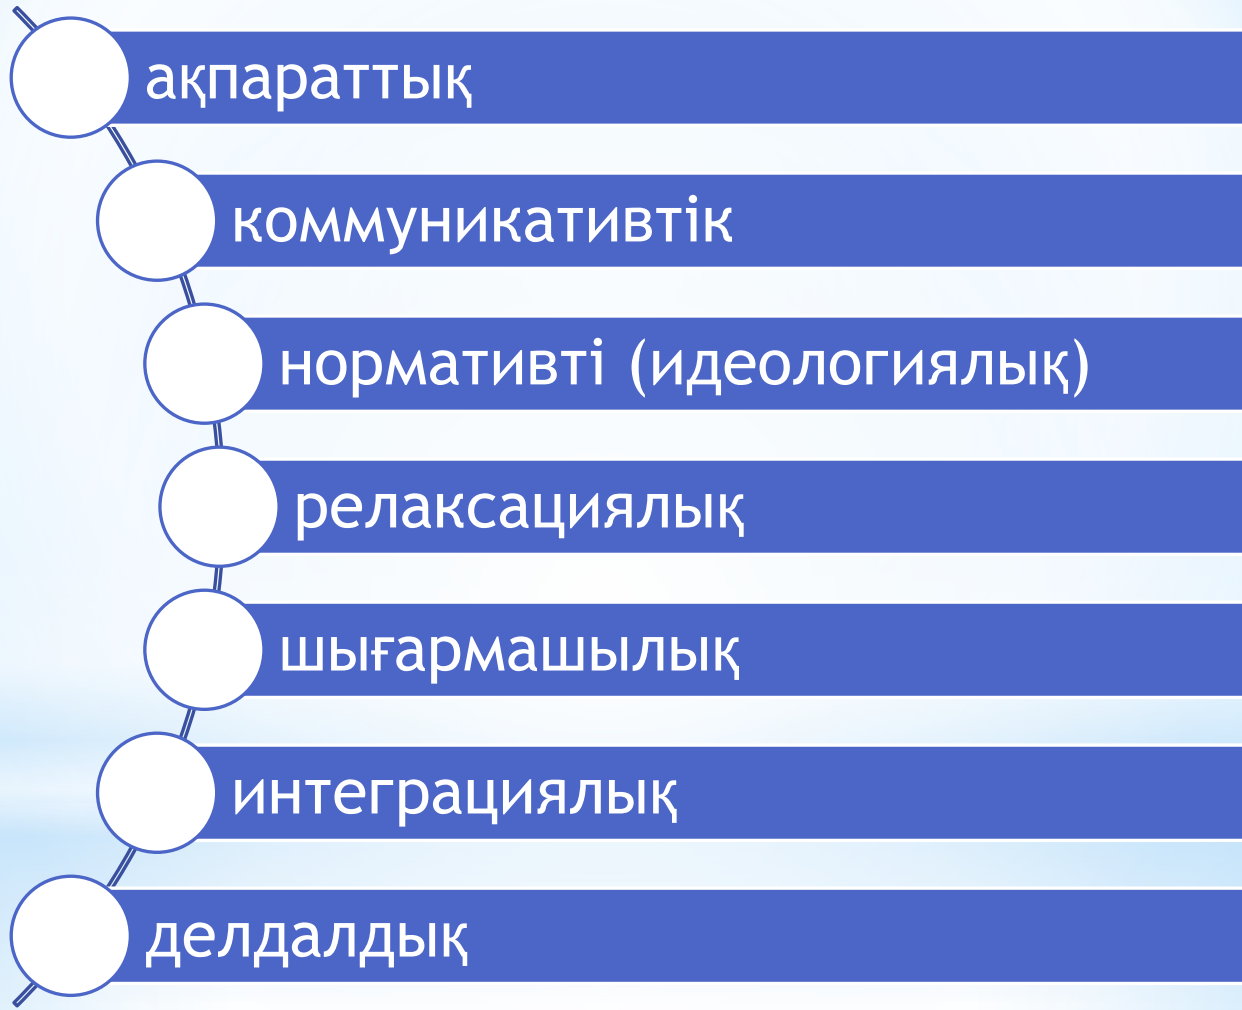 ақпараттық
коммуникативтік
нормативті (идеологиялық)
релаксациялық
шығармашылық
интеграциялық
делдалдық